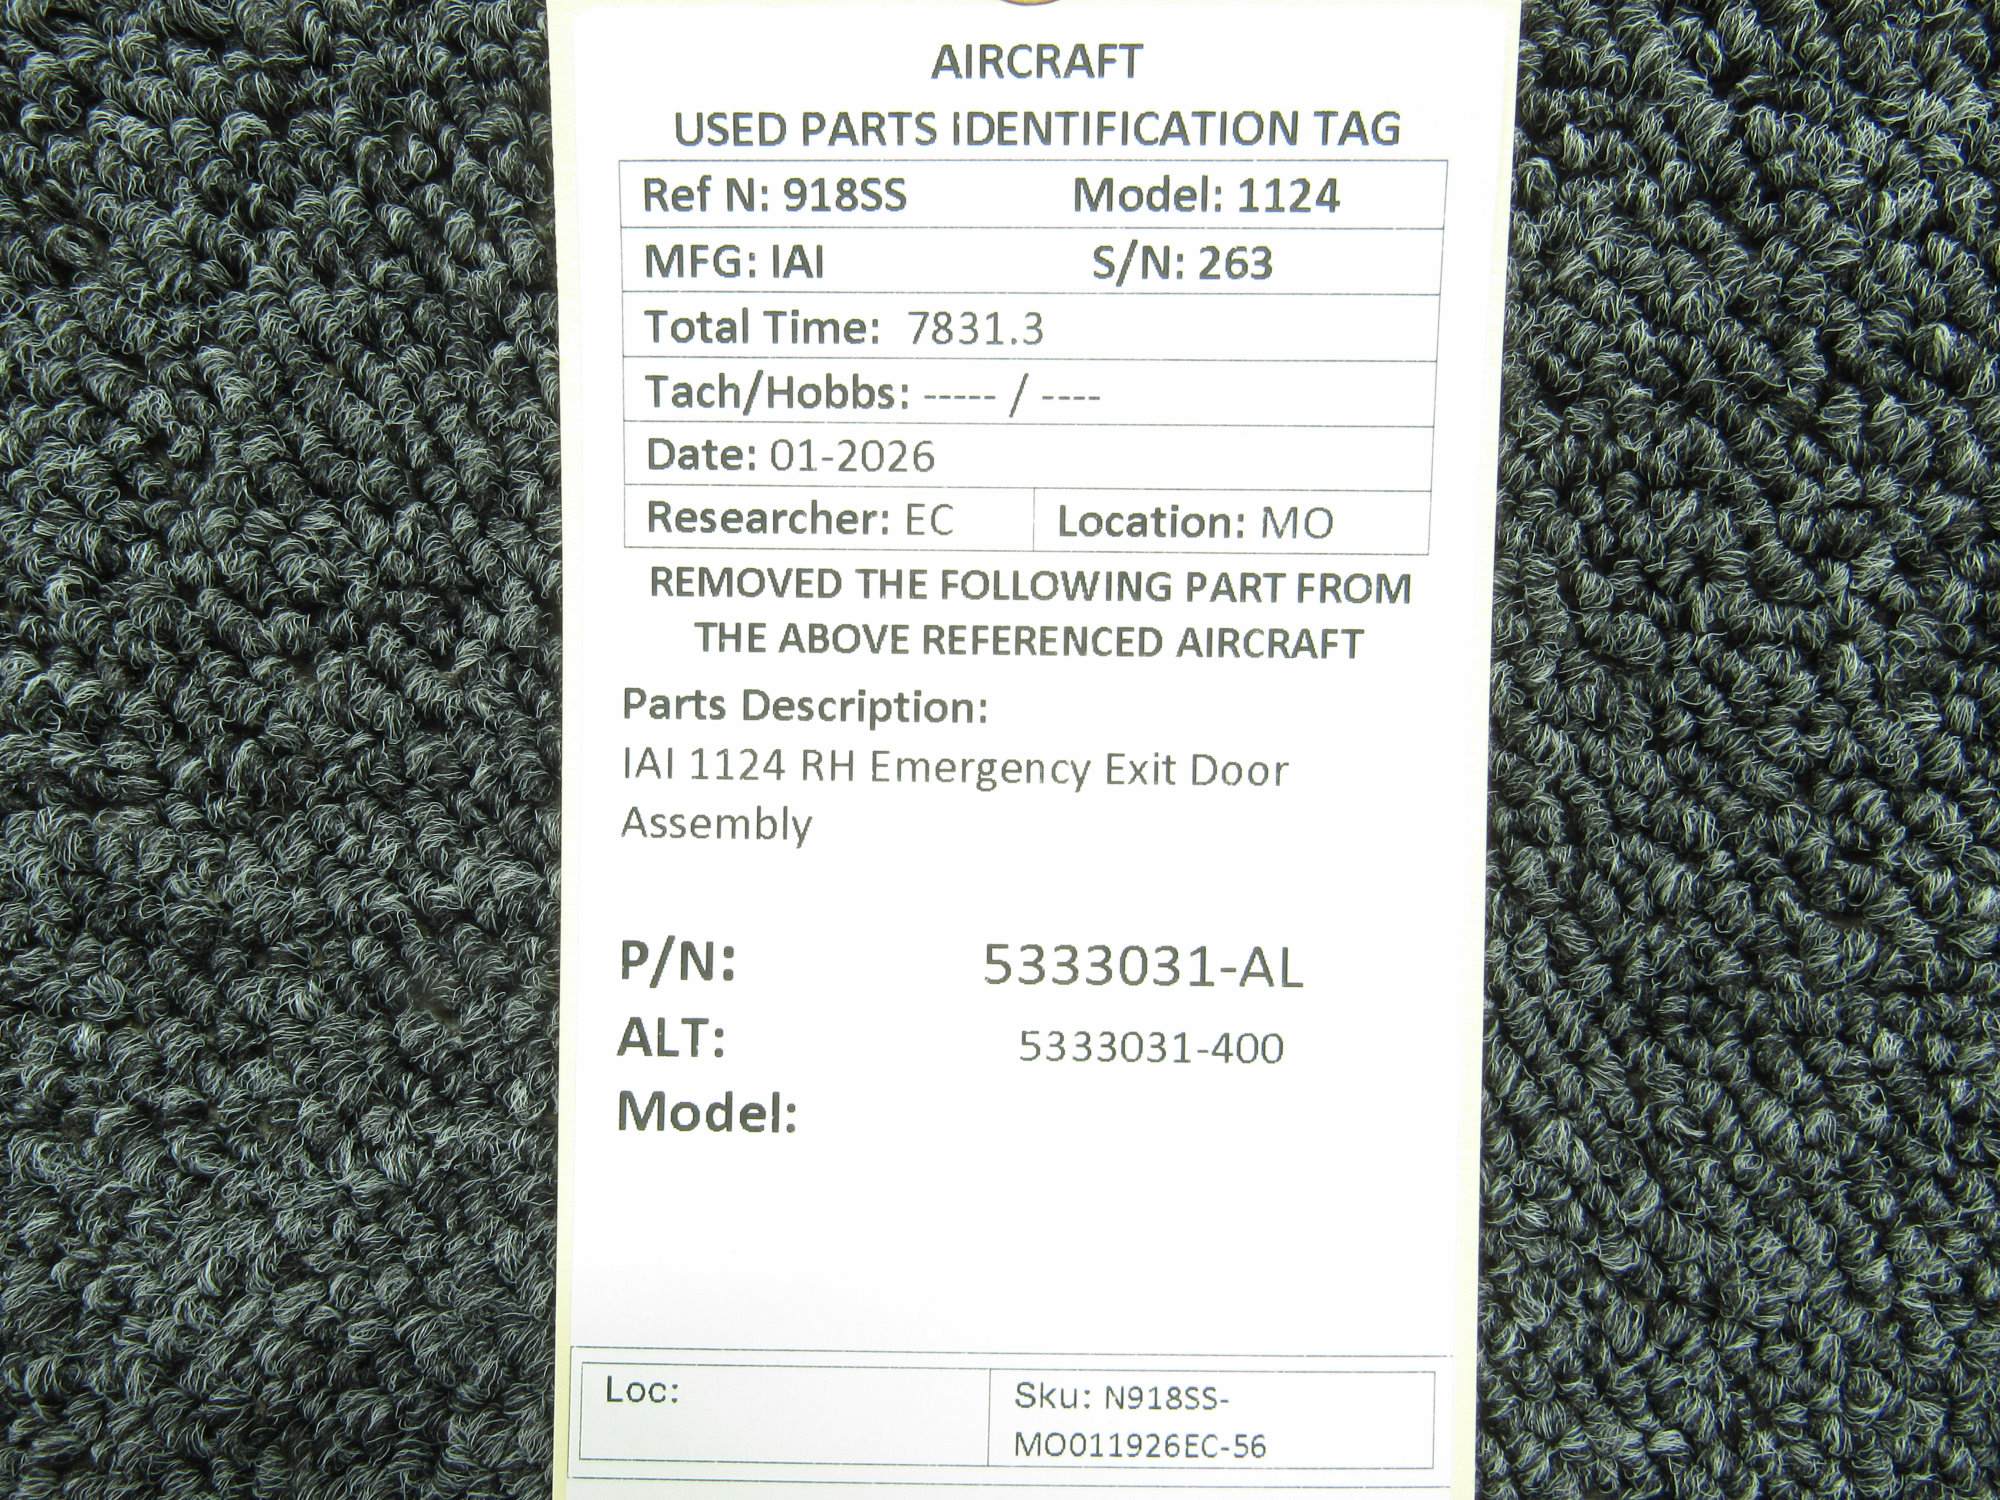 AIRCRAFT
USED PARTS IDENTIFICATION TAG
Ref N: 918SS Model: 1124
MFG: IAI S/N: 263
Total Time: 7831.3
Tach/Hobbs: ----- / ----
Date: 01-2026
Researcher: EC Location: MO
REMOVED THE FOLLOWING PART FROM
THE ABOVE REFERENCED AIRCRAFT
Parts Description:
IAI 1124 RH Emergency Exit Door
Assembly
P/N: 5333031-AL
ALT: 5333031-400
Model:
Loc: Sku: N918SS-
MO011926EC-56